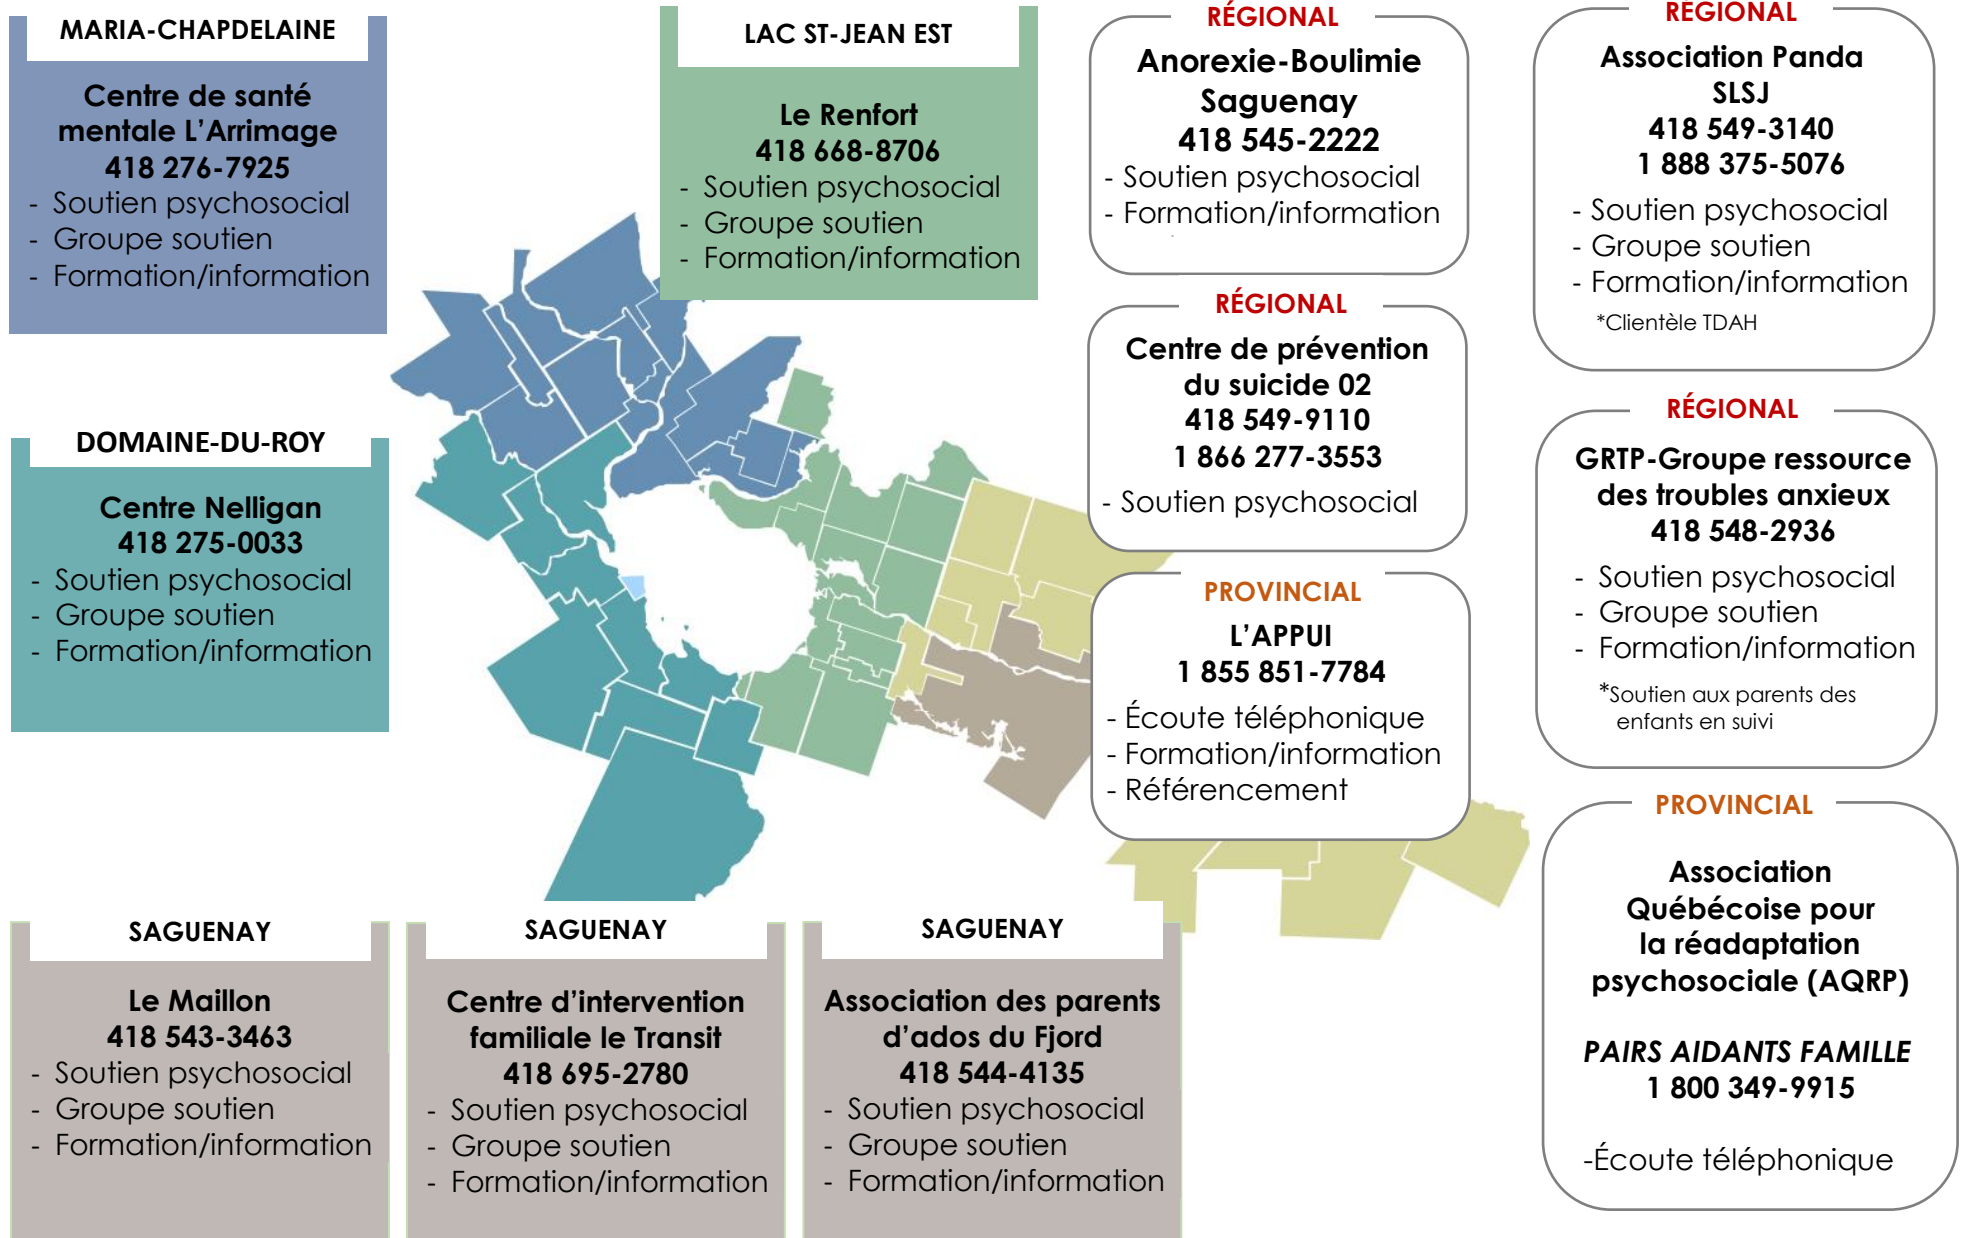 MARIA-CHAPDELAINE
Centre de santé
mentale L'Arrimage
418 276-7925
- Soutien psychosocial
- Groupe soutien
- Formation/information
LAC ST-JEAN EST
Le Renfort
418 668-8706
- Soutien psychosocial
- Groupe soutien
- Formation/information
RÉGIONAL
Anorexie-Boulimie
Saguenay
418 545-2222
- Soutien psychosocial
- Formation/information
RÉGIONAL
Association Panda
SLSJ
418 549-3140
1 888 375-5076
- Soutien psychosocial
- Groupe soutien
- Formation/information
*Clientèle TDAH
RÉGIONAL
Centre de prévention
du suicide 02
418 549-9110
1 866 277-3553
- Soutien psychosocial
DOMAINE-DU-ROY
Centre Nelligan
418 275-0033
- Soutien psychosocial
- Groupe soutien
- Formation/information
RÉGIONAL
GRTP-Groupe ressource
des troubles anxieux
418 548-2936
- Soutien psychosocial
- Groupe soutien
- Formation/information
*Soutien aux parents des
enfants en suivi
PROVINCIAL
L'APPUI
1 855 851-7784
- Écoute téléphonique
- Formation/information
- Référencement
PROVINCIAL
Association
Québécoise pour
la réadaptation
psychosociale (AQRP)
PAIRS AIDANTS FAMILLE
1 800 349-9915
-Écoute téléphonique
SAGUENAY
Le Maillon
418 543-3463
- Soutien psychosocial
- Groupe soutien
- Formation/information
SAGUENAY
Centre d'intervention
familiale le Transit
418 695-2780
- Soutien psychosocial
- Groupe soutien
- Formation/information
SAGUENAY
Association des parents
d'ados du Fjord
418 544-4135
- Soutien psychosocial
- Groupe soutien
- Formation/information